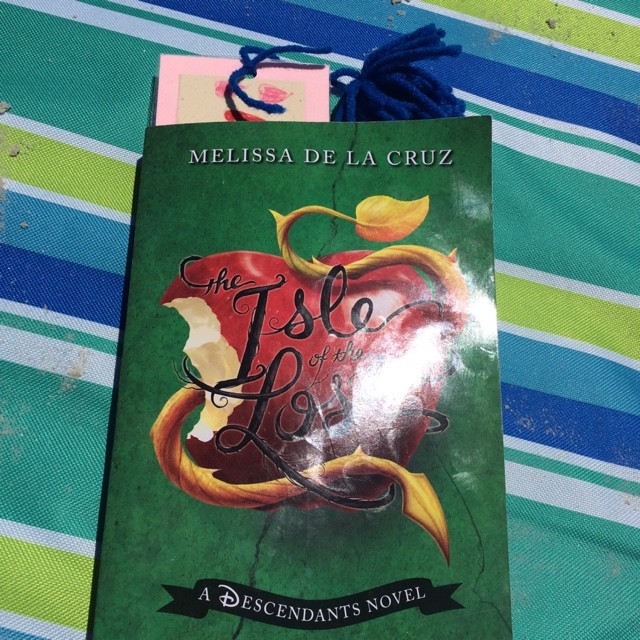 MELISSA DE LA CRUZ
The
Isle
of the
Lost
A DESCENDANTS NOVEL